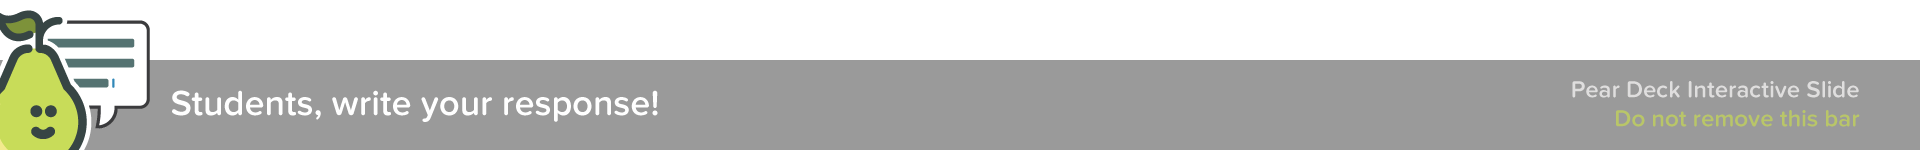 Students, write your response!
Pear Deck Interactive Slide
Do not remove this bar